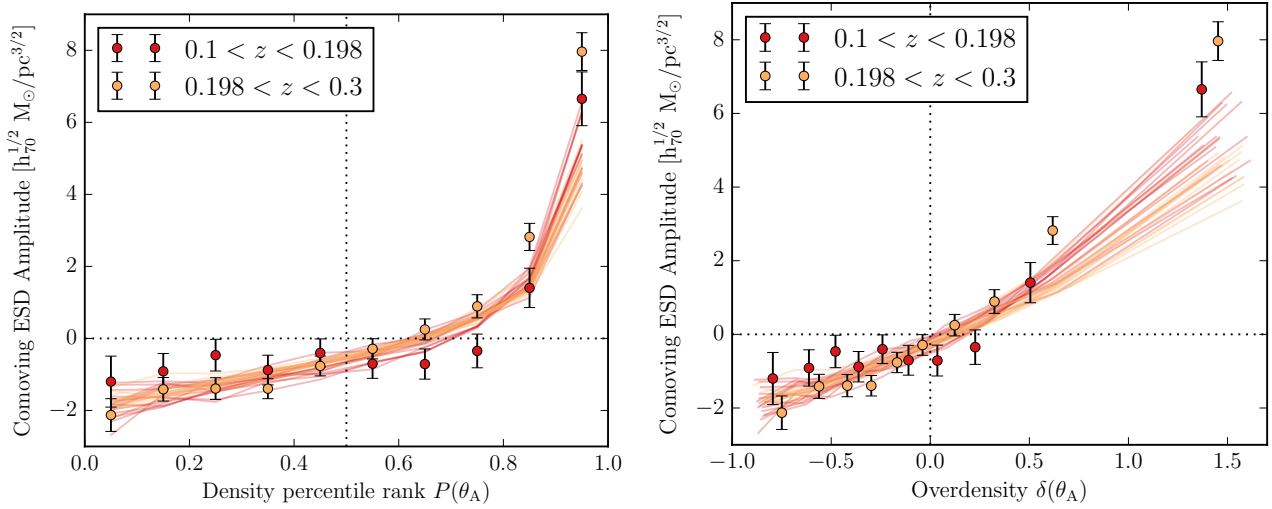 Comoving ESD Amplitude [h₇₀^{1/2} M⊙/pc^{3/2}]
8
6
4
2
0
−2
0.1 < z < 0.198
0.198 < z < 0.3
0.0 0.2 0.4 0.6 0.8 1.0
Density percentile rank P(θ_A)
Comoving ESD Amplitude [h₇₀^{1/2} M⊙/pc^{3/2}]
8
6
4
2
0
−2
0.1 < z < 0.198
0.198 < z < 0.3
−1.0 −0.5 0.0 0.5 1.0 1.5
Overdensity δ(θ_A)